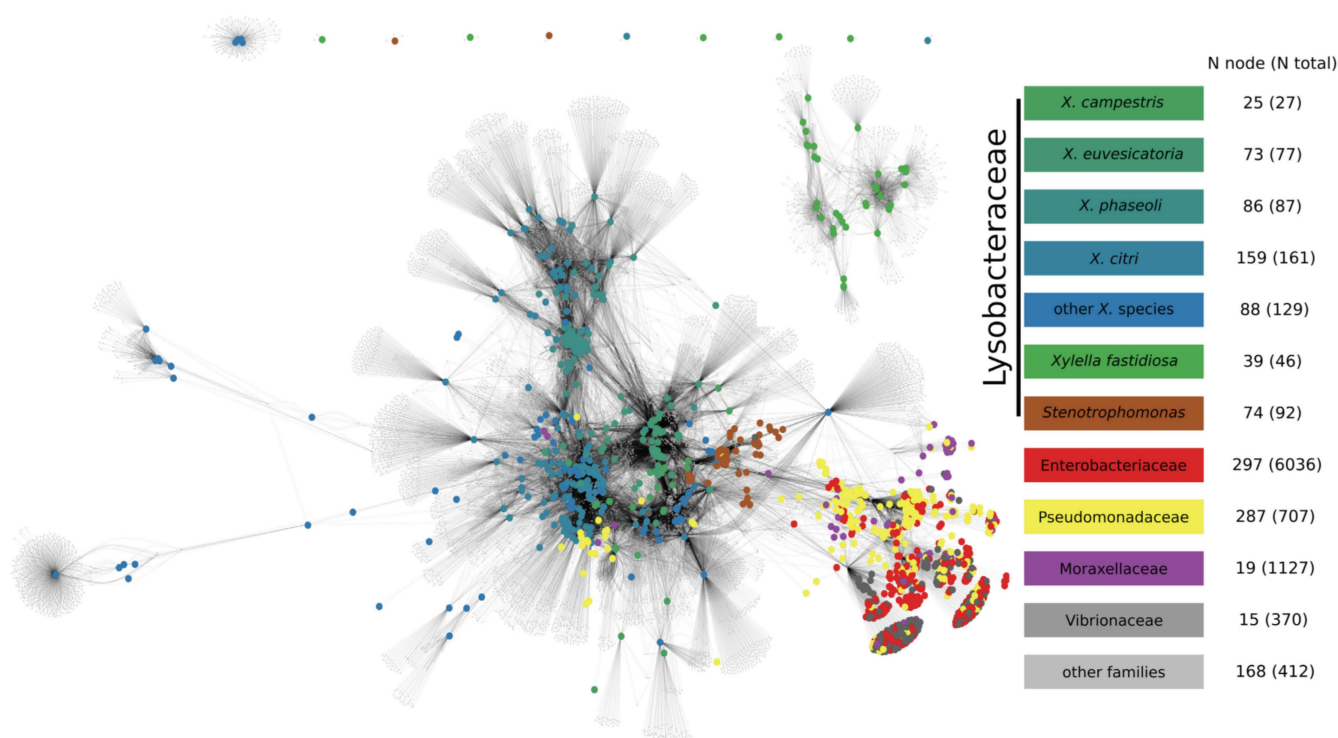 N node (N total)
Lysobacteraceae
X. campestris 25 (27)
X. euvesicatoria 73 (77)
X. phaseoli 86 (87)
X. citri 159 (161)
other X. species 88 (129)
Xylella fastidiosa 39 (46)
Stenotrophomonas 74 (92)
Enterobacteriaceae 297 (6036)
Pseudomonadaceae 287 (707)
Moraxellaceae 19 (1127)
Vibrionaceae 15 (370)
other families 168 (412)